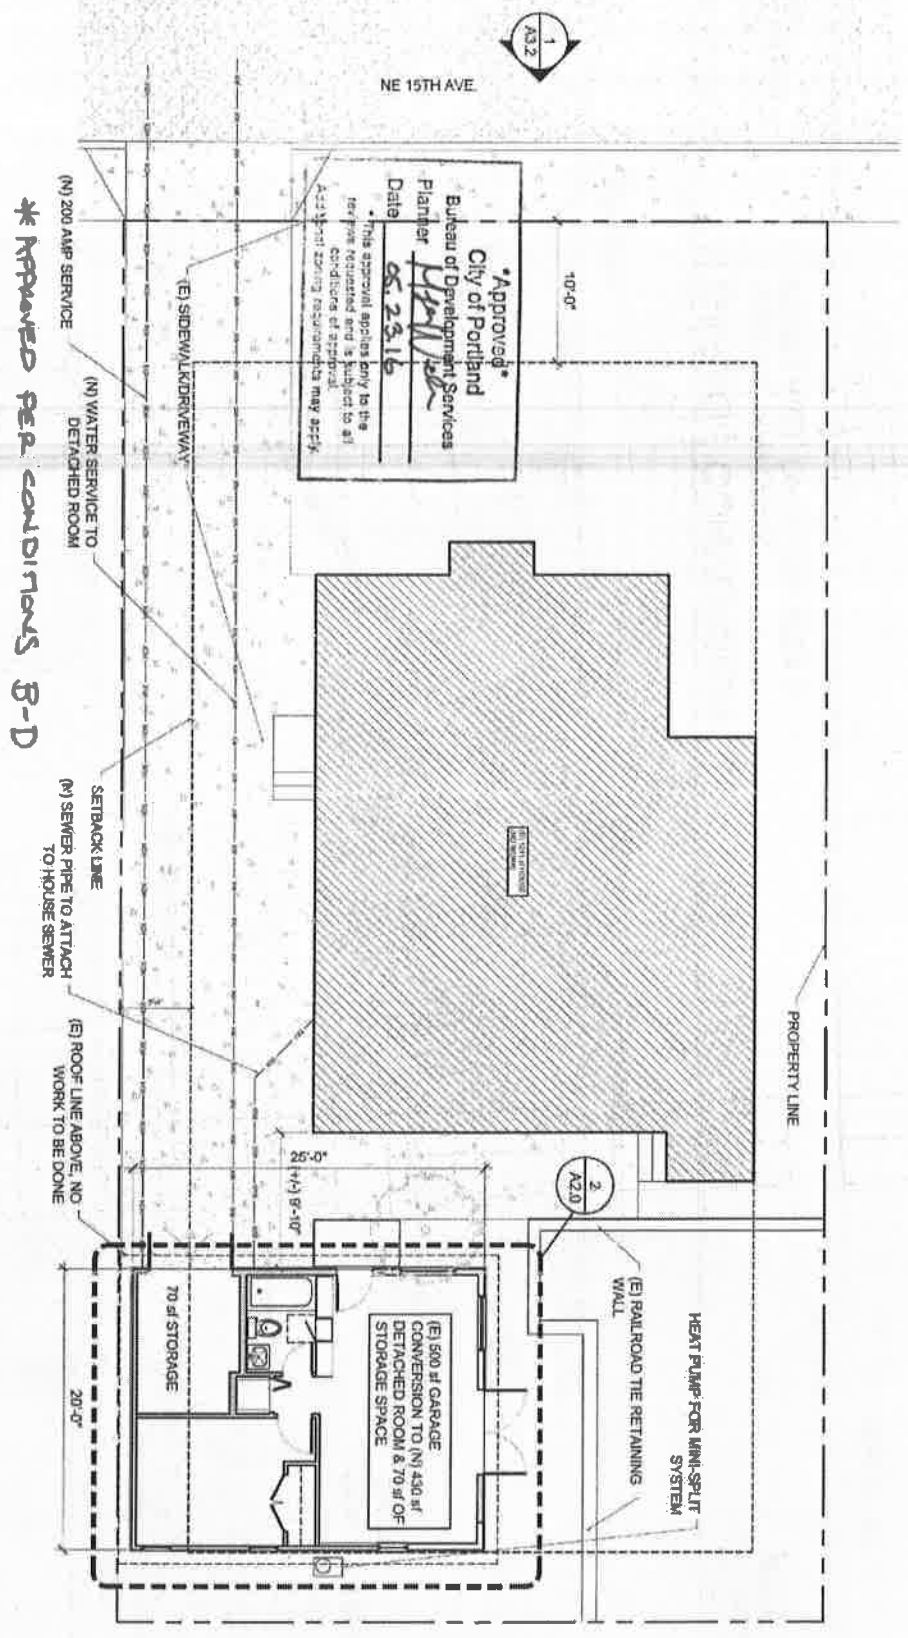 1
A3.2
NE 15TH AVE.
*Approved*
City of Portland
Bureau of Development Services
Planner
Date 05.23.16
* This approval applies only to the
reviews requested and is subject to all
conditions of approval.
Additional zoning requirements may apply.
10'-0"
(E) SIDEWALK/DRIVEWAY
(N) 200 AMP SERVICE
(N) WATER SERVICE TO
DETACHED ROOM
* APPROVED PER CONDITIONS B-D
SETBACK LINE
(N) SEWER PIPE TO ATTACH
TO HOUSE SEWER
(E) ROOF LINE ABOVE, NO
WORK TO BE DONE
PROPERTY LINE
25'-0"
(+/-) 9'-10"
2
A2.0
(E) RAILROAD TIE RETAINING
WALL
HEAT PUMP FOR MINI-SPLIT
SYSTEM
(E) 500 sf GARAGE
CONVERSION TO (N) 430 sf
DETACHED ROOM & 70 sf OF
STORAGE SPACE
70 sf STORAGE
20'-0"